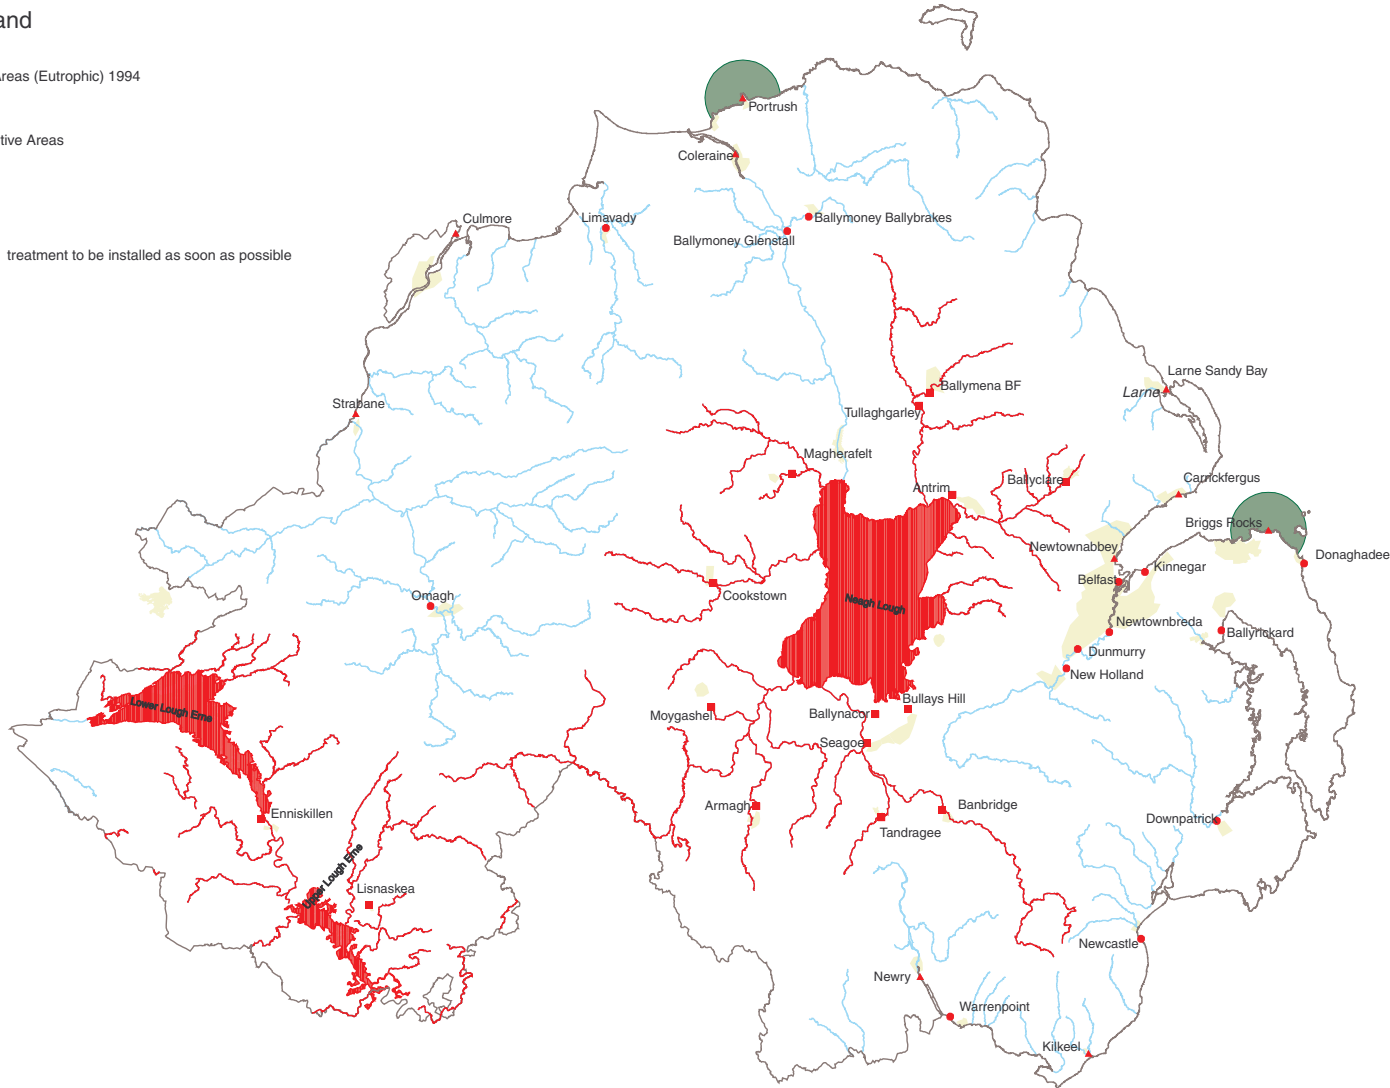 and
reas (Eutrophic) 1994
tive Areas
treatment to be installed as soon as possible
Portrush
Coleraine
Culmore
Limavady
Ballymoney Ballybrakes
Ballymoney Glenstall
Larne Sandy Bay
Larne
Ballymena BF
Tullaghgarley
Strabane
Magherafelt
Antrim
Ballyclare
Carrickfergus
Briggs Rocks
Donaghadee
Newtownabbey
Kinnegar
Belfast
Cookstown
Omagh
Neagh Lough
Newtownbreda
Ballyrickard
Dunmurry
New Holland
Lower Lough Erne
Moygashel
Ballynacor
Bullays Hill
Seagoe
Enniskillen
Armagh
Banbridge
Tandragee
Downpatrick
Upper Lough Erne
Lisnaskea
Newcastle
Newry
Warrenpoint
Kilkeel